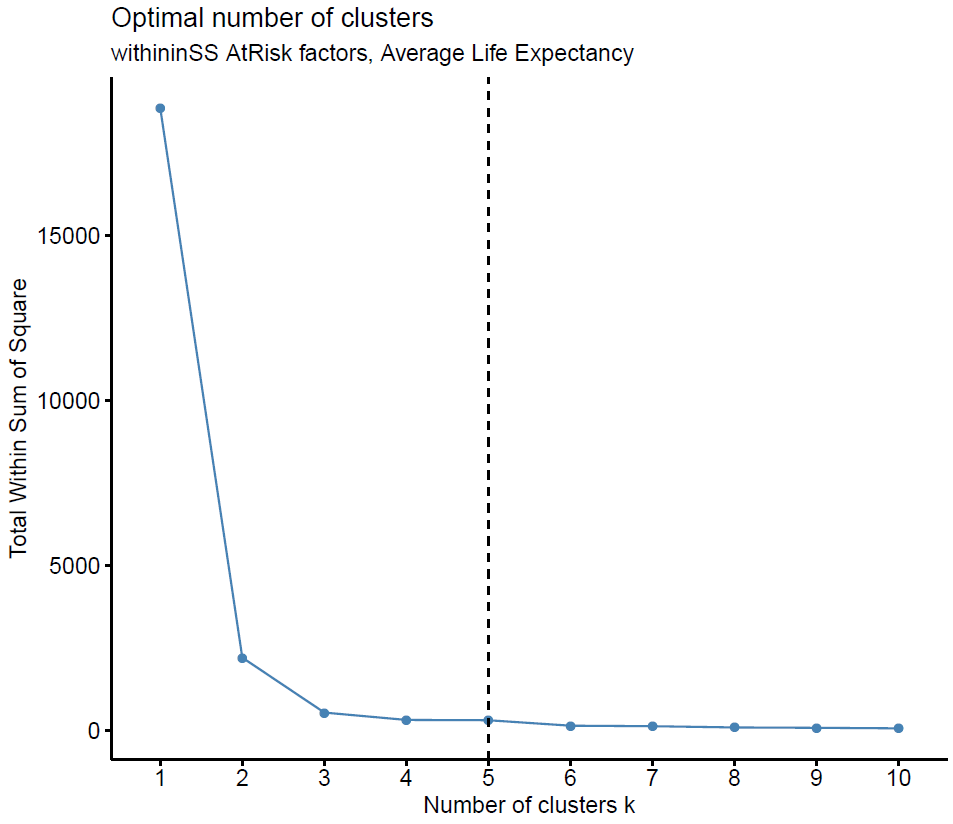 Optimal number of clusters
withininSS AtRisk factors, Average Life Expectancy
Total Within Sum of Square
15000
10000
5000
0
1 2 3 4 5 6 7 8 9 10
Number of clusters k